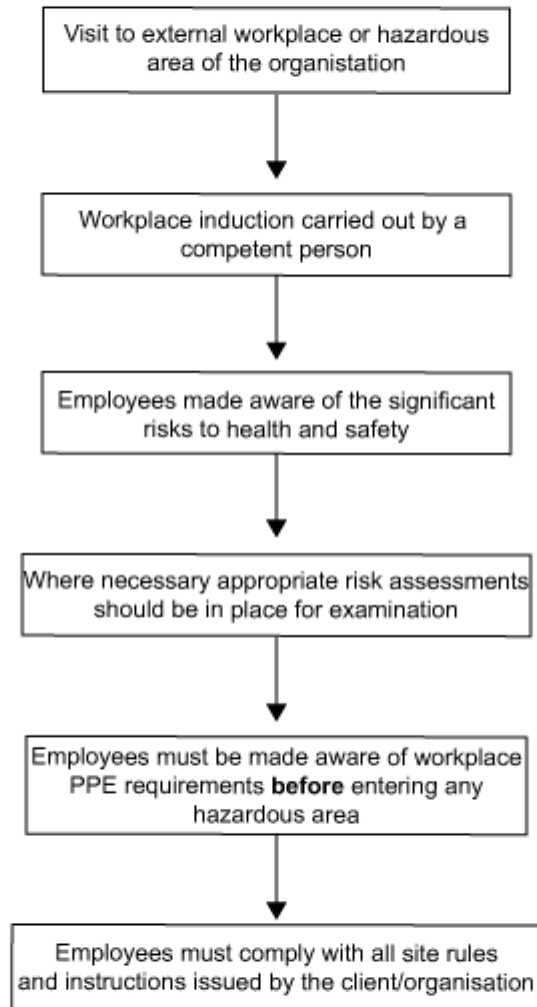 Visit to external workplace or hazardous
area of the organistation
Workplace induction carried out by a
competent person
Employees made aware of the significant
risks to health and safety
Where necessary appropriate risk assessments
should be in place for examination
Employees must be made aware of workplace
PPE requirements before entering any
hazardous area
Employees must comply with all site rules
and instructions issued by the client/organisation